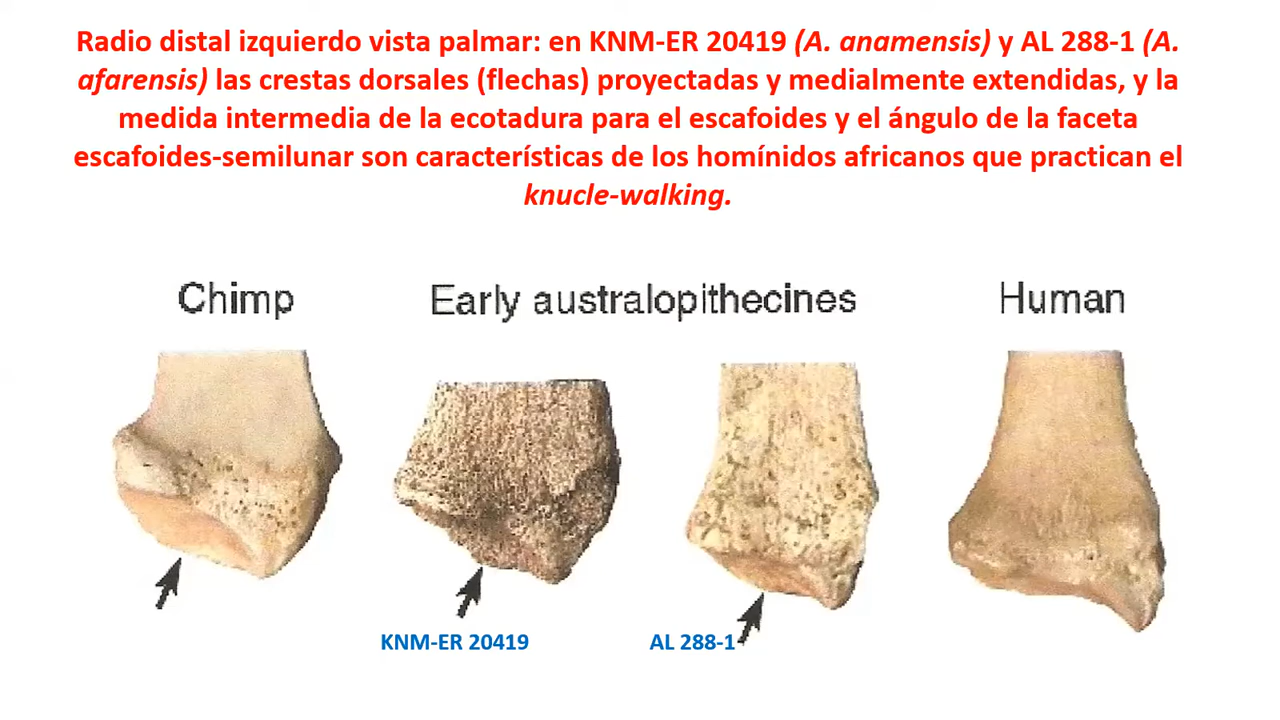 Radio distal izquierdo vista palmar: en KNM-ER 20419 (A. anamensis) y AL 288-1 (A.
afarensis) las crestas dorsales (flechas) proyectadas y medialmente extendidas, y la
medida intermedia de la ecotadura para el escafoides y el ángulo de la faceta
escafoides-semilunar son características de los homínidos africanos que practican el
knucle-walking.
Chimp
Early australopithecines
Human
KNM-ER 20419
AL 288-1